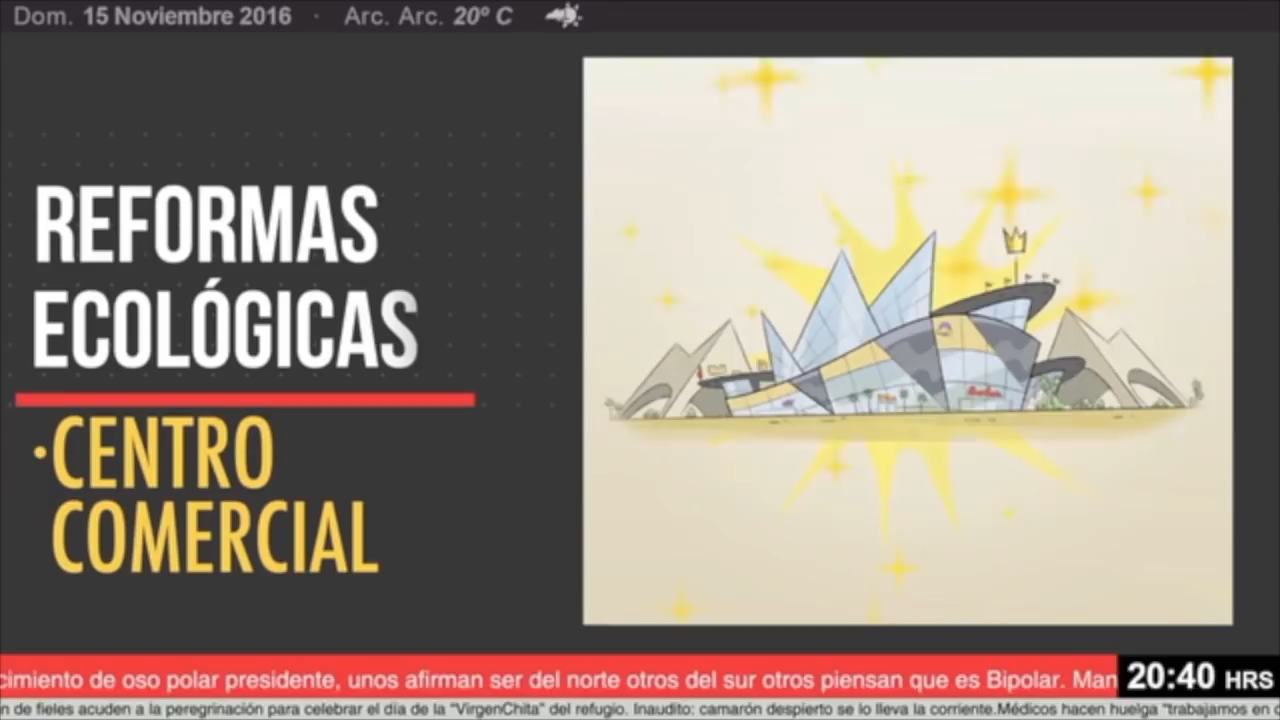 Dom. 15 Noviembre 2016 · Arc. Arc. 20º C
REFORMAS
ECOLÓGICAS
·CENTRO
COMERCIAL
cimiento de oso polar presidente, unos afirman ser del norte otros del sur otros piensan que es Bipolar. Man
20:40 HRS
n de fieles acuden a la peregrinación para celebrar el día de la "VirgenChita" del refugio. Inaudito: camarón despierto se lo lleva la corriente.Médicos hacen huelga "trabajamos en c